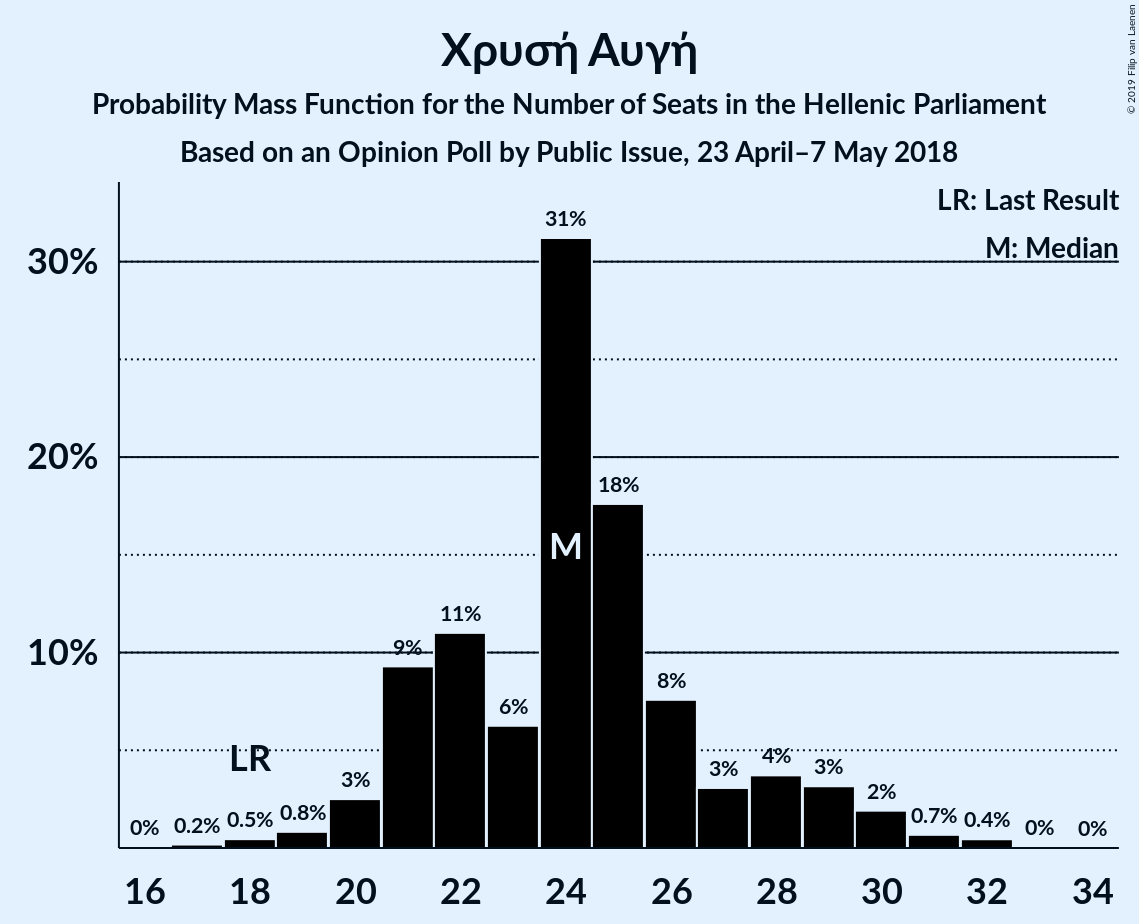 Χρυσή Αυγή
Probability Mass Function for the Number of Seats in the Hellenic Parliament
Based on an Opinion Poll by Public Issue, 23 April–7 May 2018
© 2019 Filip van Laenen
LR: Last Result
M: Median
31%
30%
20%
18%
M
11%
10%
9%
8%
6%
LR
4%
3%
3%
3%
2%
0.8%
0.7%
0.5%
0.4%
0.2%
0%
0%
0%
16 18 20 22 24 26 28 30 32 34